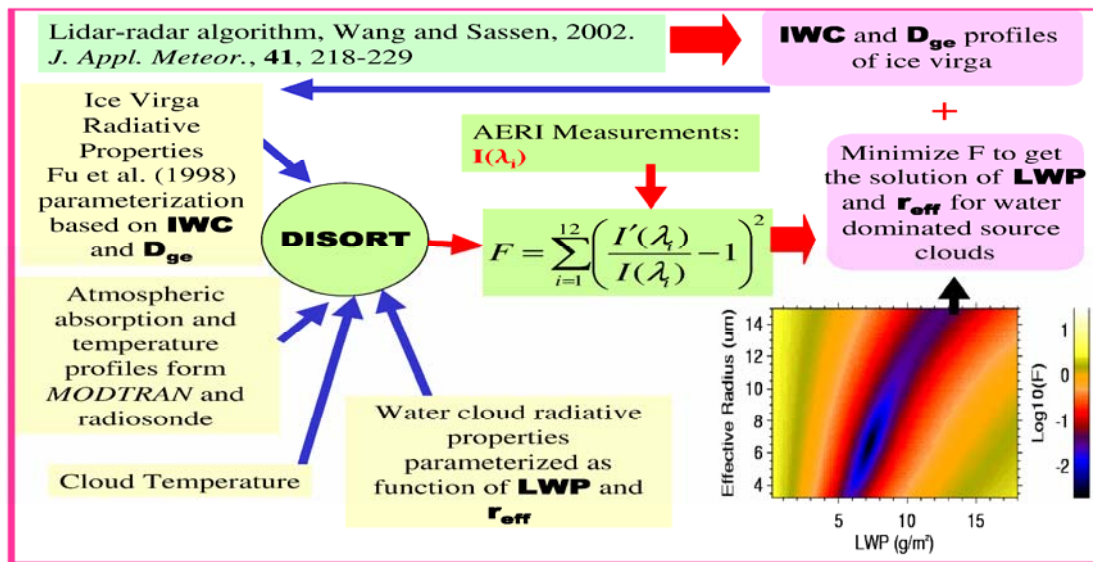 Lidar-radar algorithm, Wang and Sassen, 2002.
J. Appl. Meteor., 41, 218-229
IWC and Dge profiles
of ice virga
+
Ice Virga
Radiative
Properties
Fu et al. (1998)
parameterization
based on IWC
and Dge
AERI Measurements:
I(λi)
Minimize F to get
the solution of LWP
and reff for water
dominated source
clouds
DISORT
F = ∑_{i=1}^{12} (I′(λi)/I(λi) − 1)²
Atmospheric
absorption and
temperature
profiles form
MODTRAN and
radiosonde
Cloud Temperature
Water cloud radiative
properties
parameterized as
function of LWP and
reff
Effective Radius (um)
14
12
10
8
6
4
5 10 15
LWP (g/m²)
1
0
-1
-2
Log10(F)